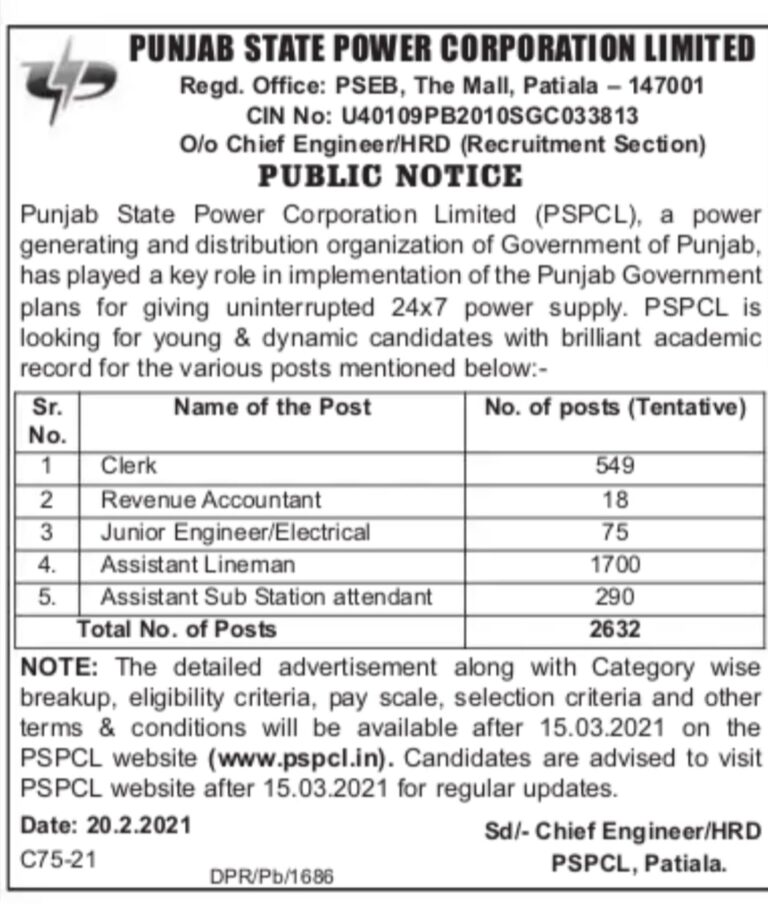 PUNJAB STATE POWER CORPORATION LIMITED
Regd. Office: PSEB, The Mall, Patiala – 147001
CIN No: U40109PB2010SGC033813
O/o Chief Engineer/HRD (Recruitment Section)
PUBLIC NOTICE
Punjab State Power Corporation Limited (PSPCL), a power
generating and distribution organization of Government of Punjab,
has played a key role in implementation of the Punjab Government
plans for giving uninterrupted 24x7 power supply. PSPCL is
looking for young & dynamic candidates with brilliant academic
record for the various posts mentioned below:-
Sr. No. Name of the Post No. of posts (Tentative)
1 Clerk 549
2 Revenue Accountant 18
3 Junior Engineer/Electrical 75
4. Assistant Lineman 1700
5. Assistant Sub Station attendant 290
Total No. of Posts 2632
NOTE: The detailed advertisement along with Category wise
breakup, eligibility criteria, pay scale, selection criteria and other
terms & conditions will be available after 15.03.2021 on the
PSPCL website (www.pspcl.in). Candidates are advised to visit
PSPCL website after 15.03.2021 for regular updates.
Date: 20.2.2021 Sd/- Chief Engineer/HRD
C75-21 DPR/Pb/1686 PSPCL, Patiala.